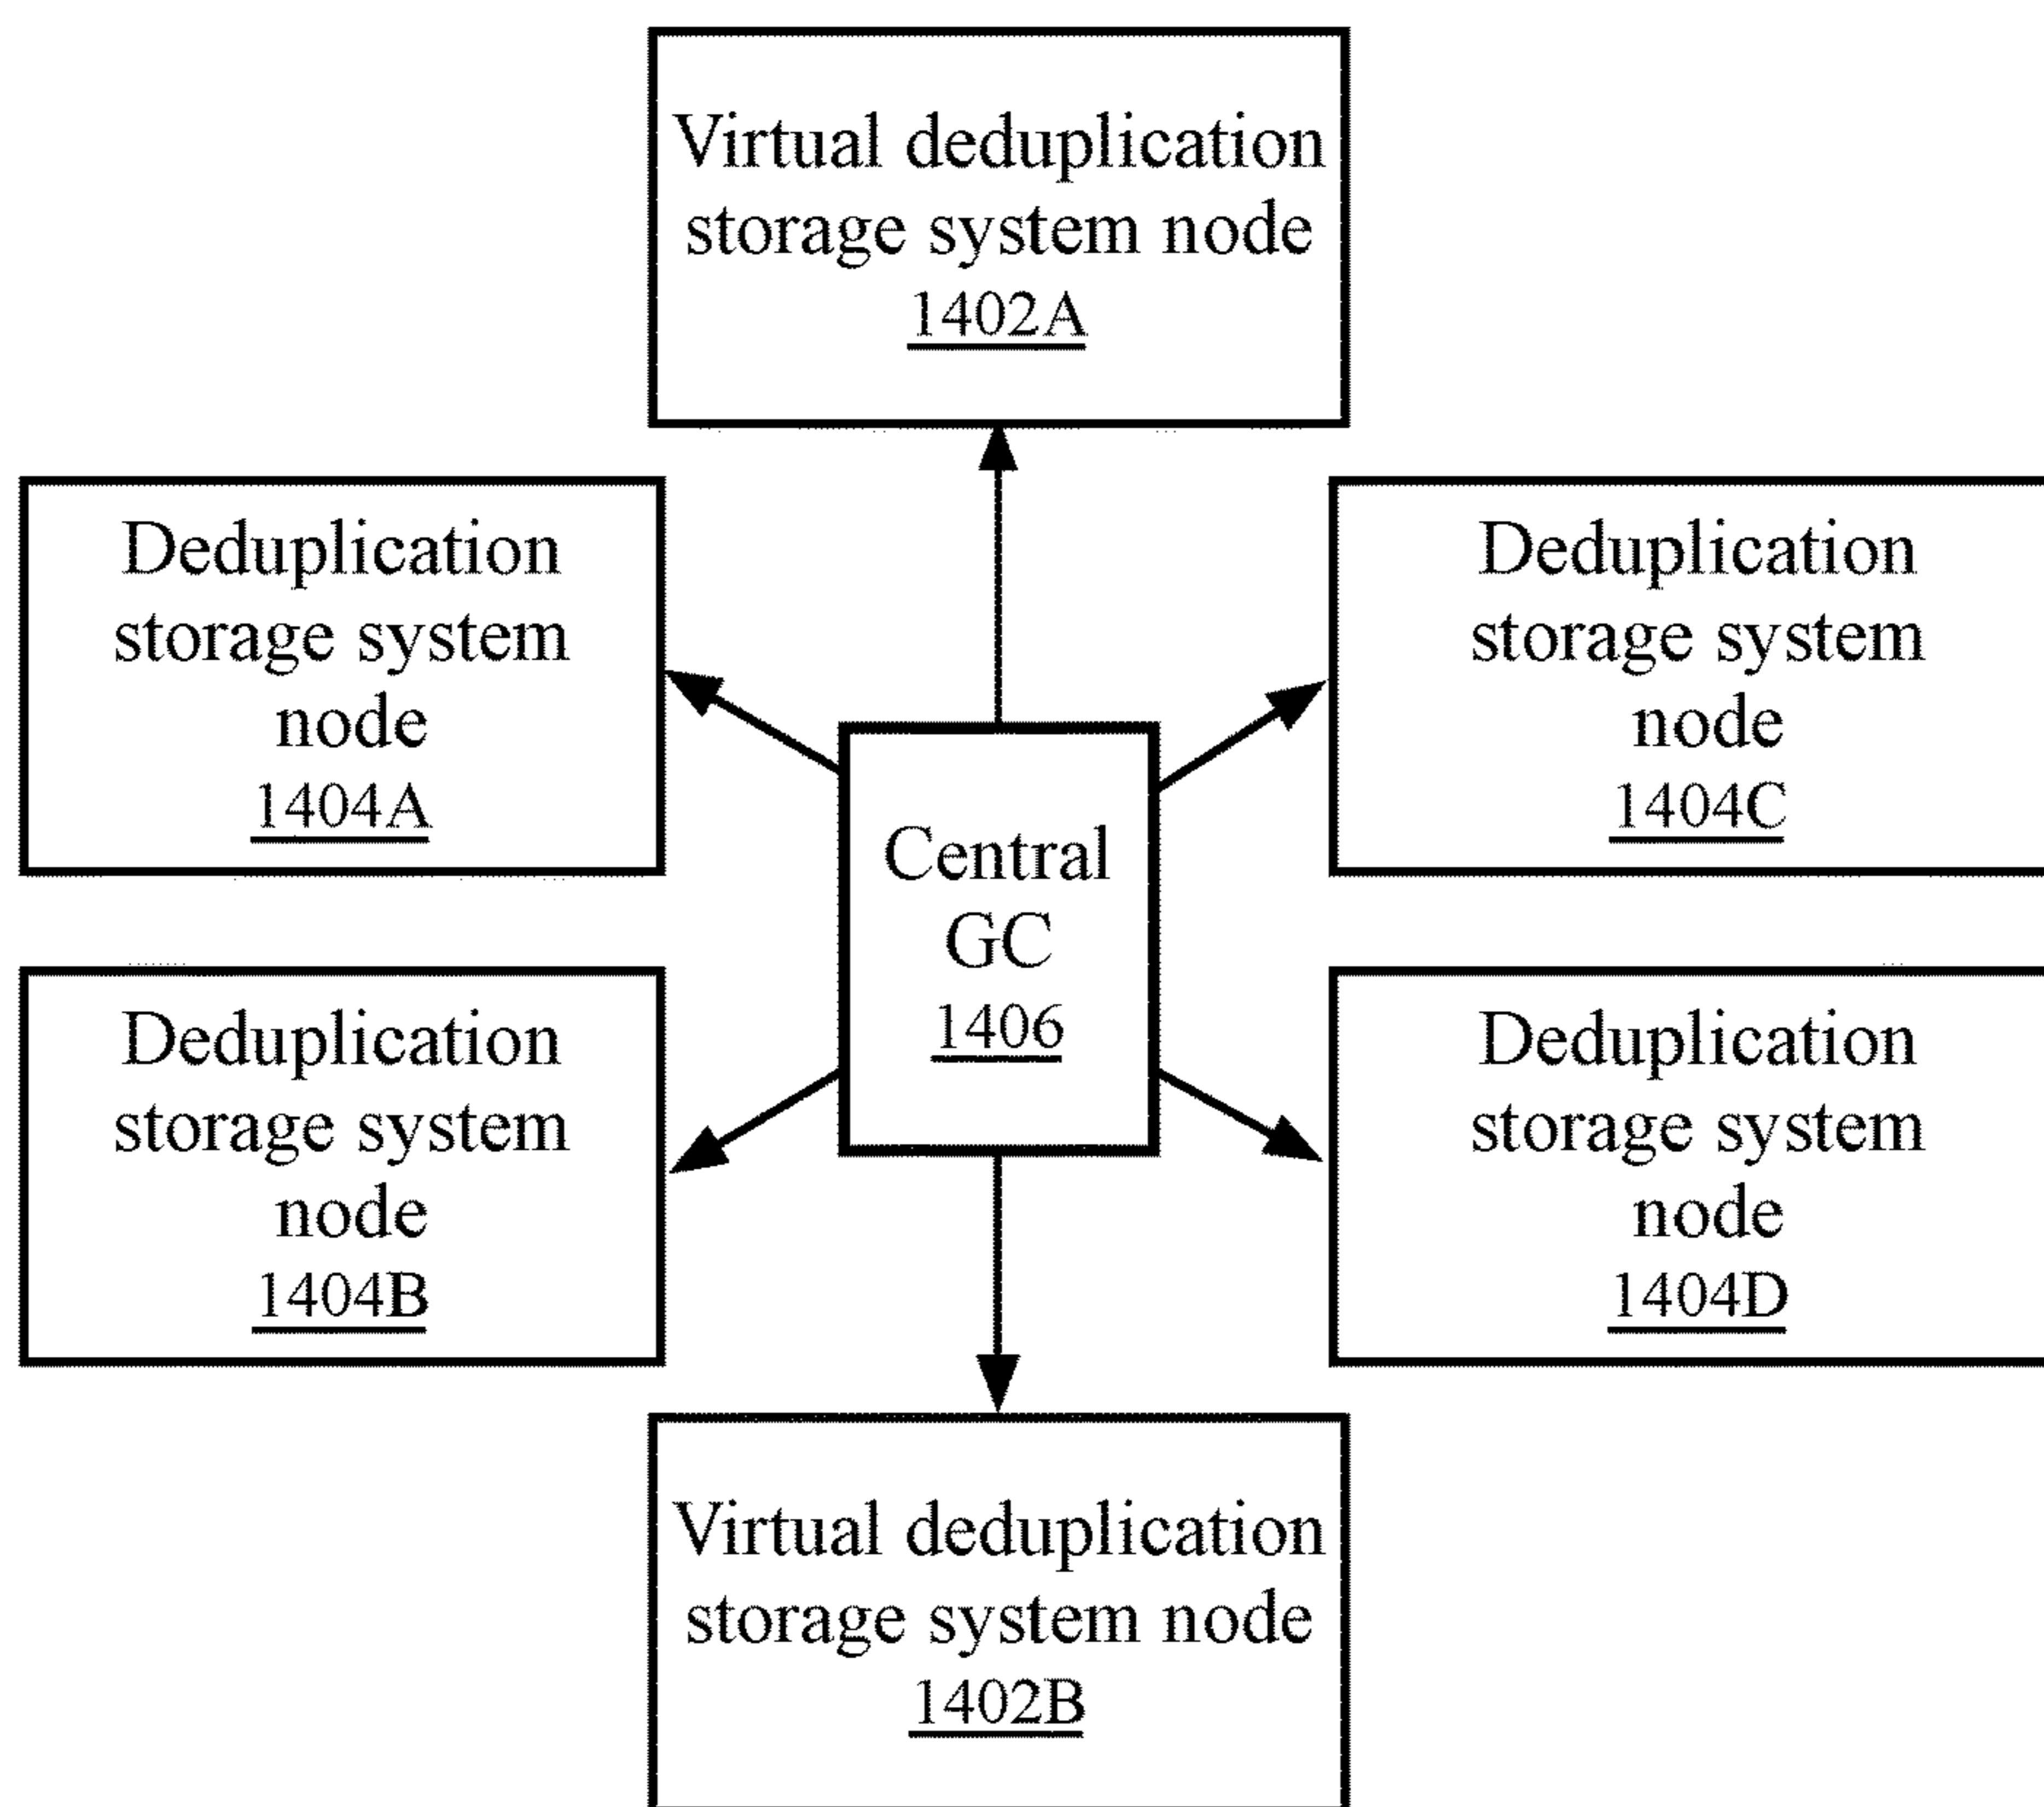 Virtual deduplication
storage system node
1402A
Deduplication
storage system
node
1404A
Deduplication
storage system
node
1404C
Central
GC
1406
Deduplication
storage system
node
1404B
Deduplication
storage system
node
1404D
Virtual deduplication
storage system node
1402B